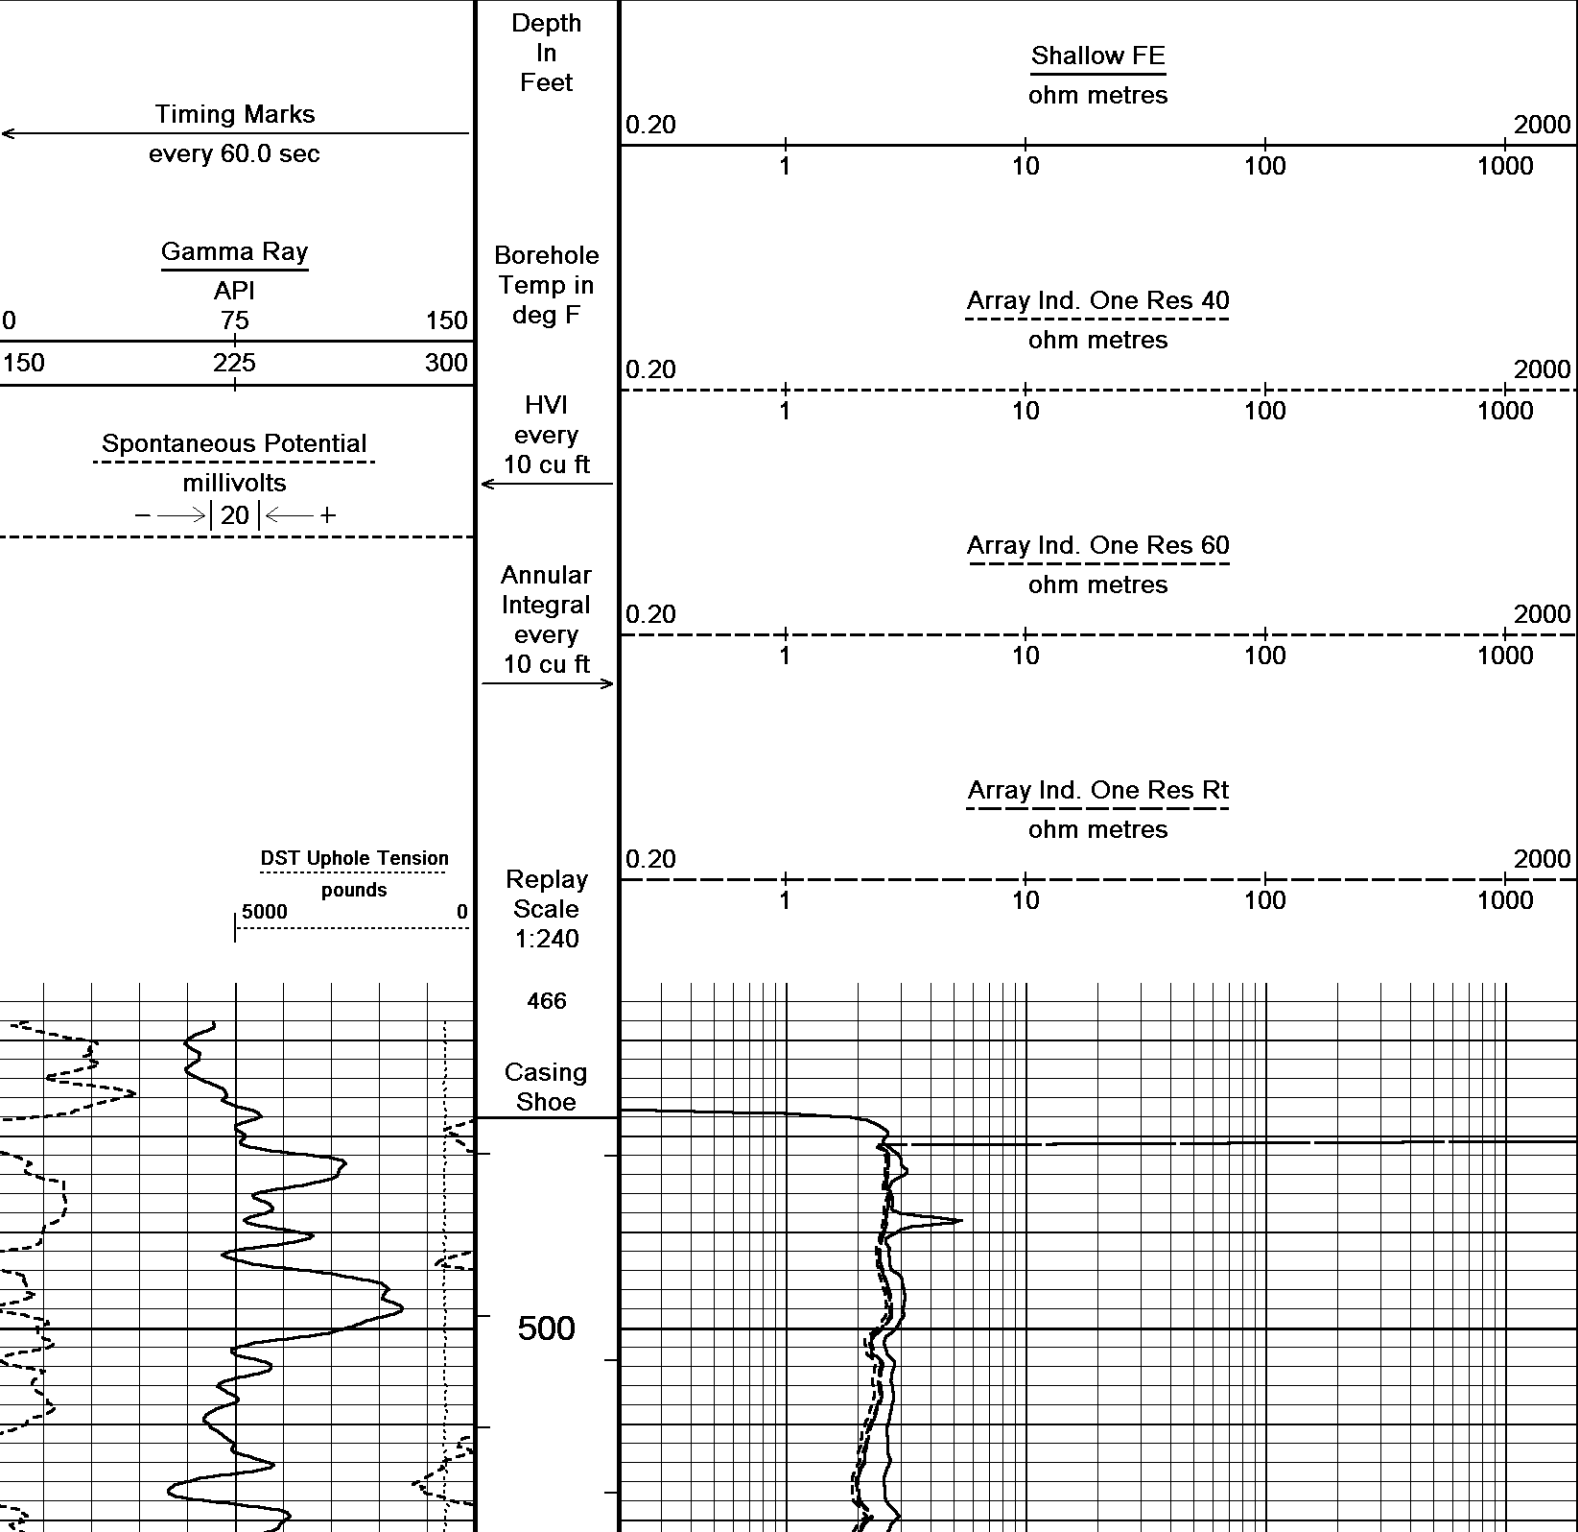 Timing Marks
every 60.0 sec
Gamma Ray
API
0 75 150
150 225 300
Spontaneous Potential
millivolts
− 20 +
DST Uphole Tension
pounds
5000 0
Depth
In
Feet
Borehole
Temp in
deg F
HVI
every
10 cu ft
Annular
Integral
every
10 cu ft
Replay
Scale
1:240
466
Casing
Shoe
500
Shallow FE
ohm metres
0.20 2000
1 10 100 1000
Array Ind. One Res 40
ohm metres
0.20 2000
1 10 100 1000
Array Ind. One Res 60
ohm metres
0.20 2000
1 10 100 1000
Array Ind. One Res Rt
ohm metres
0.20 2000
1 10 100 1000